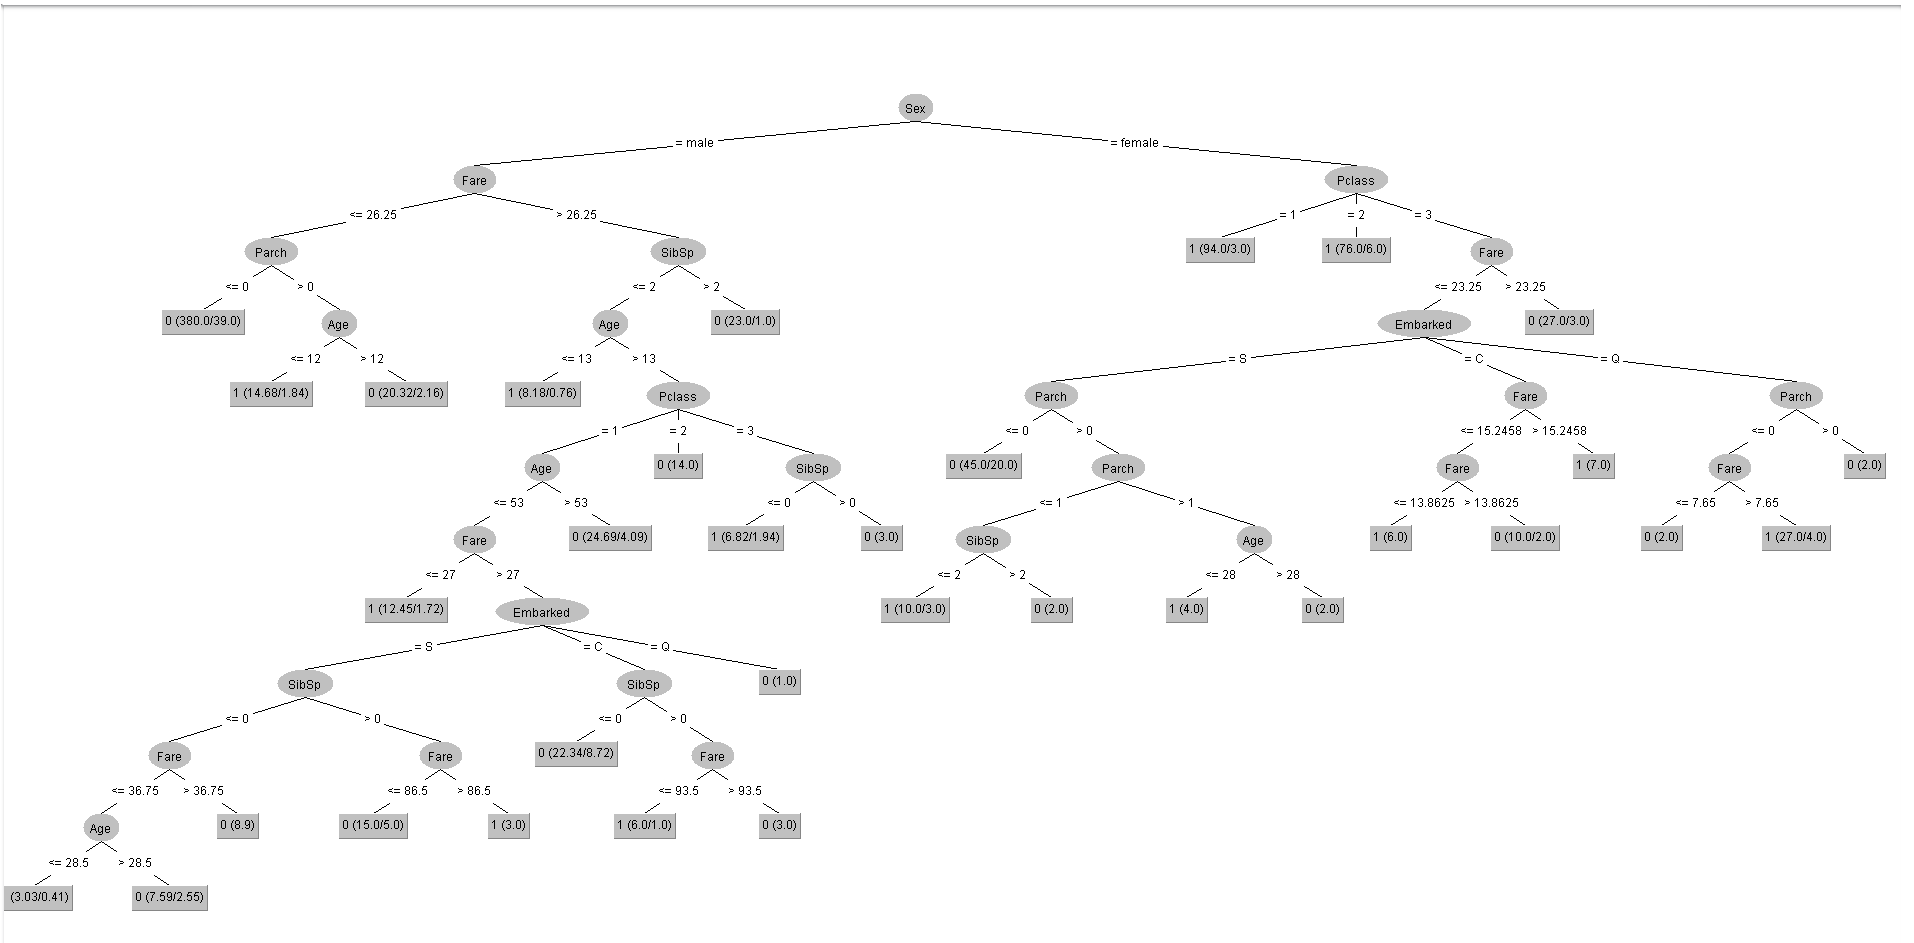 Sex
= male = female
Fare Pclass
<= 26.25 > 26.25 = 1 = 2 = 3
Parch SibSp 1 (94.0/3.0) 1 (76.0/6.0) Fare
<= 0 > 0 <= 2 > 2 <= 23.25 > 23.25
0 (380.0/39.0) Age Age 0 (23.0/1.0) Embarked 0 (27.0/3.0)
<= 12 > 12 <= 13 > 13 = S = C = Q
1 (14.68/1.84) 0 (20.32/2.16) 1 (8.18/0.76) Pclass Parch Fare Parch
= 1 = 2 = 3 <= 0 > 0 <= 15.2458 > 15.2458 <= 0 > 0
Age 0 (14.0) SibSp 0 (45.0/20.0) Parch Fare 1 (7.0) Fare 0 (2.0)
<= 53 > 53 <= 0 > 0 <= 1 > 1 <= 13.8625 > 13.8625 <= 7.65 > 7.65
Fare 0 (24.69/4.09) 1 (6.82/1.94) 0 (3.0) SibSp Age 1 (6.0) 0 (10.0/2.0) 0 (2.0) 1 (27.0/4.0)
<= 27 > 27 <= 2 > 2 <= 28 > 28
1 (12.45/1.72) Embarked 1 (10.0/3.0) 0 (2.0) 1 (4.0) 0 (2.0)
= S = C = Q
SibSp SibSp 0 (1.0)
<= 0 > 0 <= 0 > 0
Fare Fare 0 (22.34/8.72) Fare
<= 36.75 > 36.75 <= 86.5 > 86.5 <= 93.5 > 93.5
Age 0 (8.9) 0 (15.0/5.0) 1 (3.0) 1 (6.0/1.0) 0 (3.0)
<= 28.5 > 28.5
(3.03/0.41) 0 (7.59/2.55)